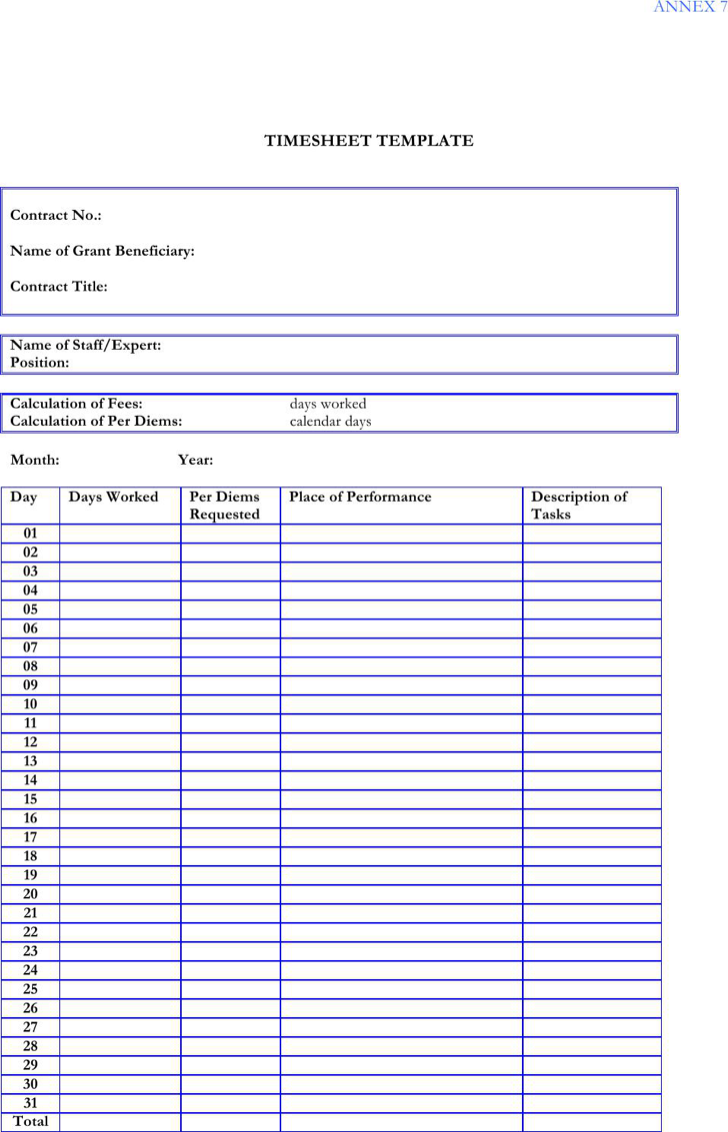 ANNEX 7
TIMESHEET TEMPLATE
Contract No.:
Name of Grant Beneficiary:
Contract Title:
Name of Staff/Expert:
Position:
Calculation of Fees: days worked
Calculation of Per Diems: calendar days
Month: Year:
Day Days Worked Per Diems Place of Performance Description of
Requested Tasks
01
02
03
04
05
06
07
08
09
10
11
12
13
14
15
16
17
18
19
20
21
22
23
24
25
26
27
28
29
30
31
Total